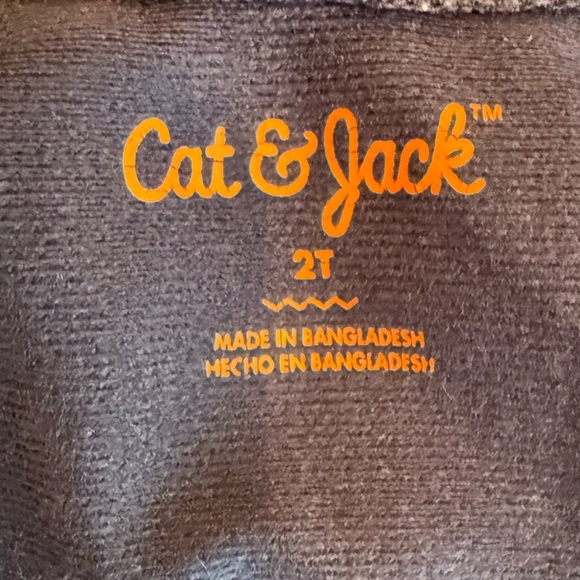 Cat & Jack™
2T
MADE IN BANGLADESH
HECHO EN BANGLADESH